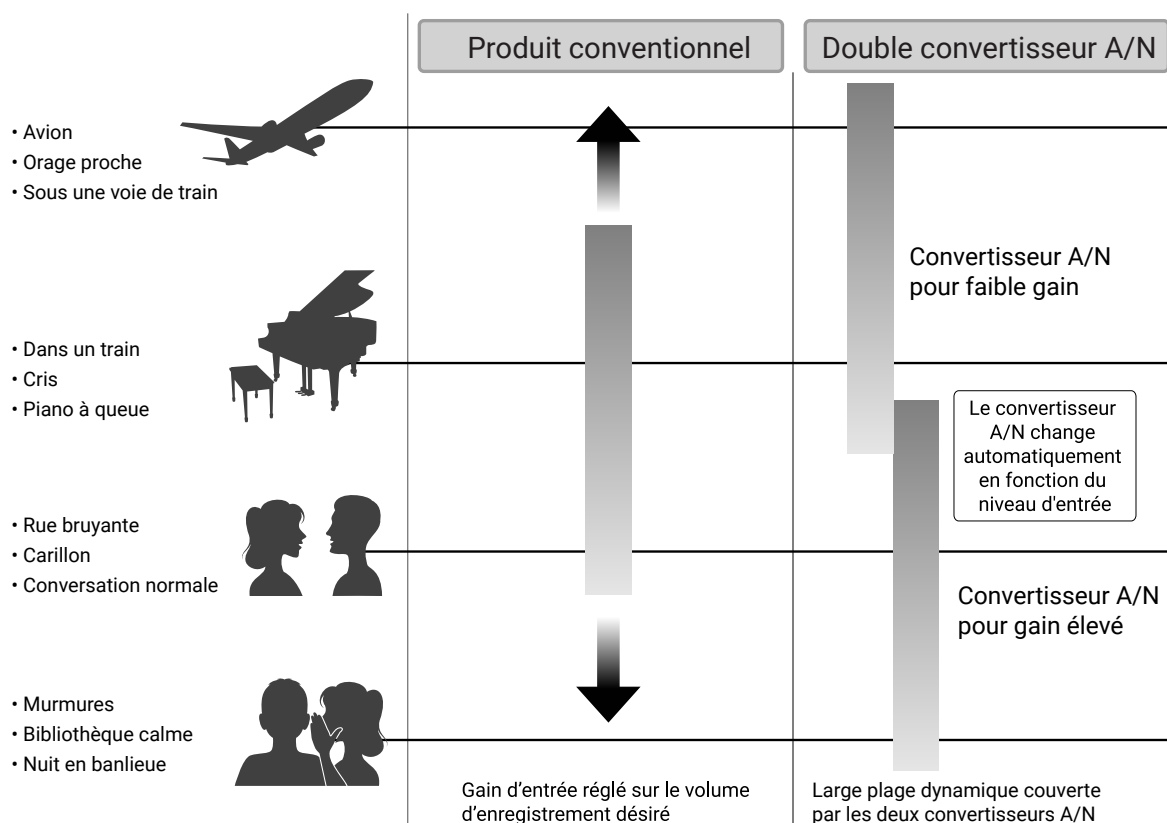 Produit conventionnel
Double convertisseur A/N
• Avion
• Orage proche
• Sous une voie de train
Convertisseur A/N
pour faible gain
• Dans un train
• Cris
• Piano à queue
Le convertisseur
A/N change
automatiquement
en fonction du
niveau d'entrée
• Rue bruyante
• Carillon
• Conversation normale
Convertisseur A/N
pour gain élevé
• Murmures
• Bibliothèque calme
• Nuit en banlieue
Gain d’entrée réglé sur le volume
d’enregistrement désiré
Large plage dynamique couverte
par les deux convertisseurs A/N